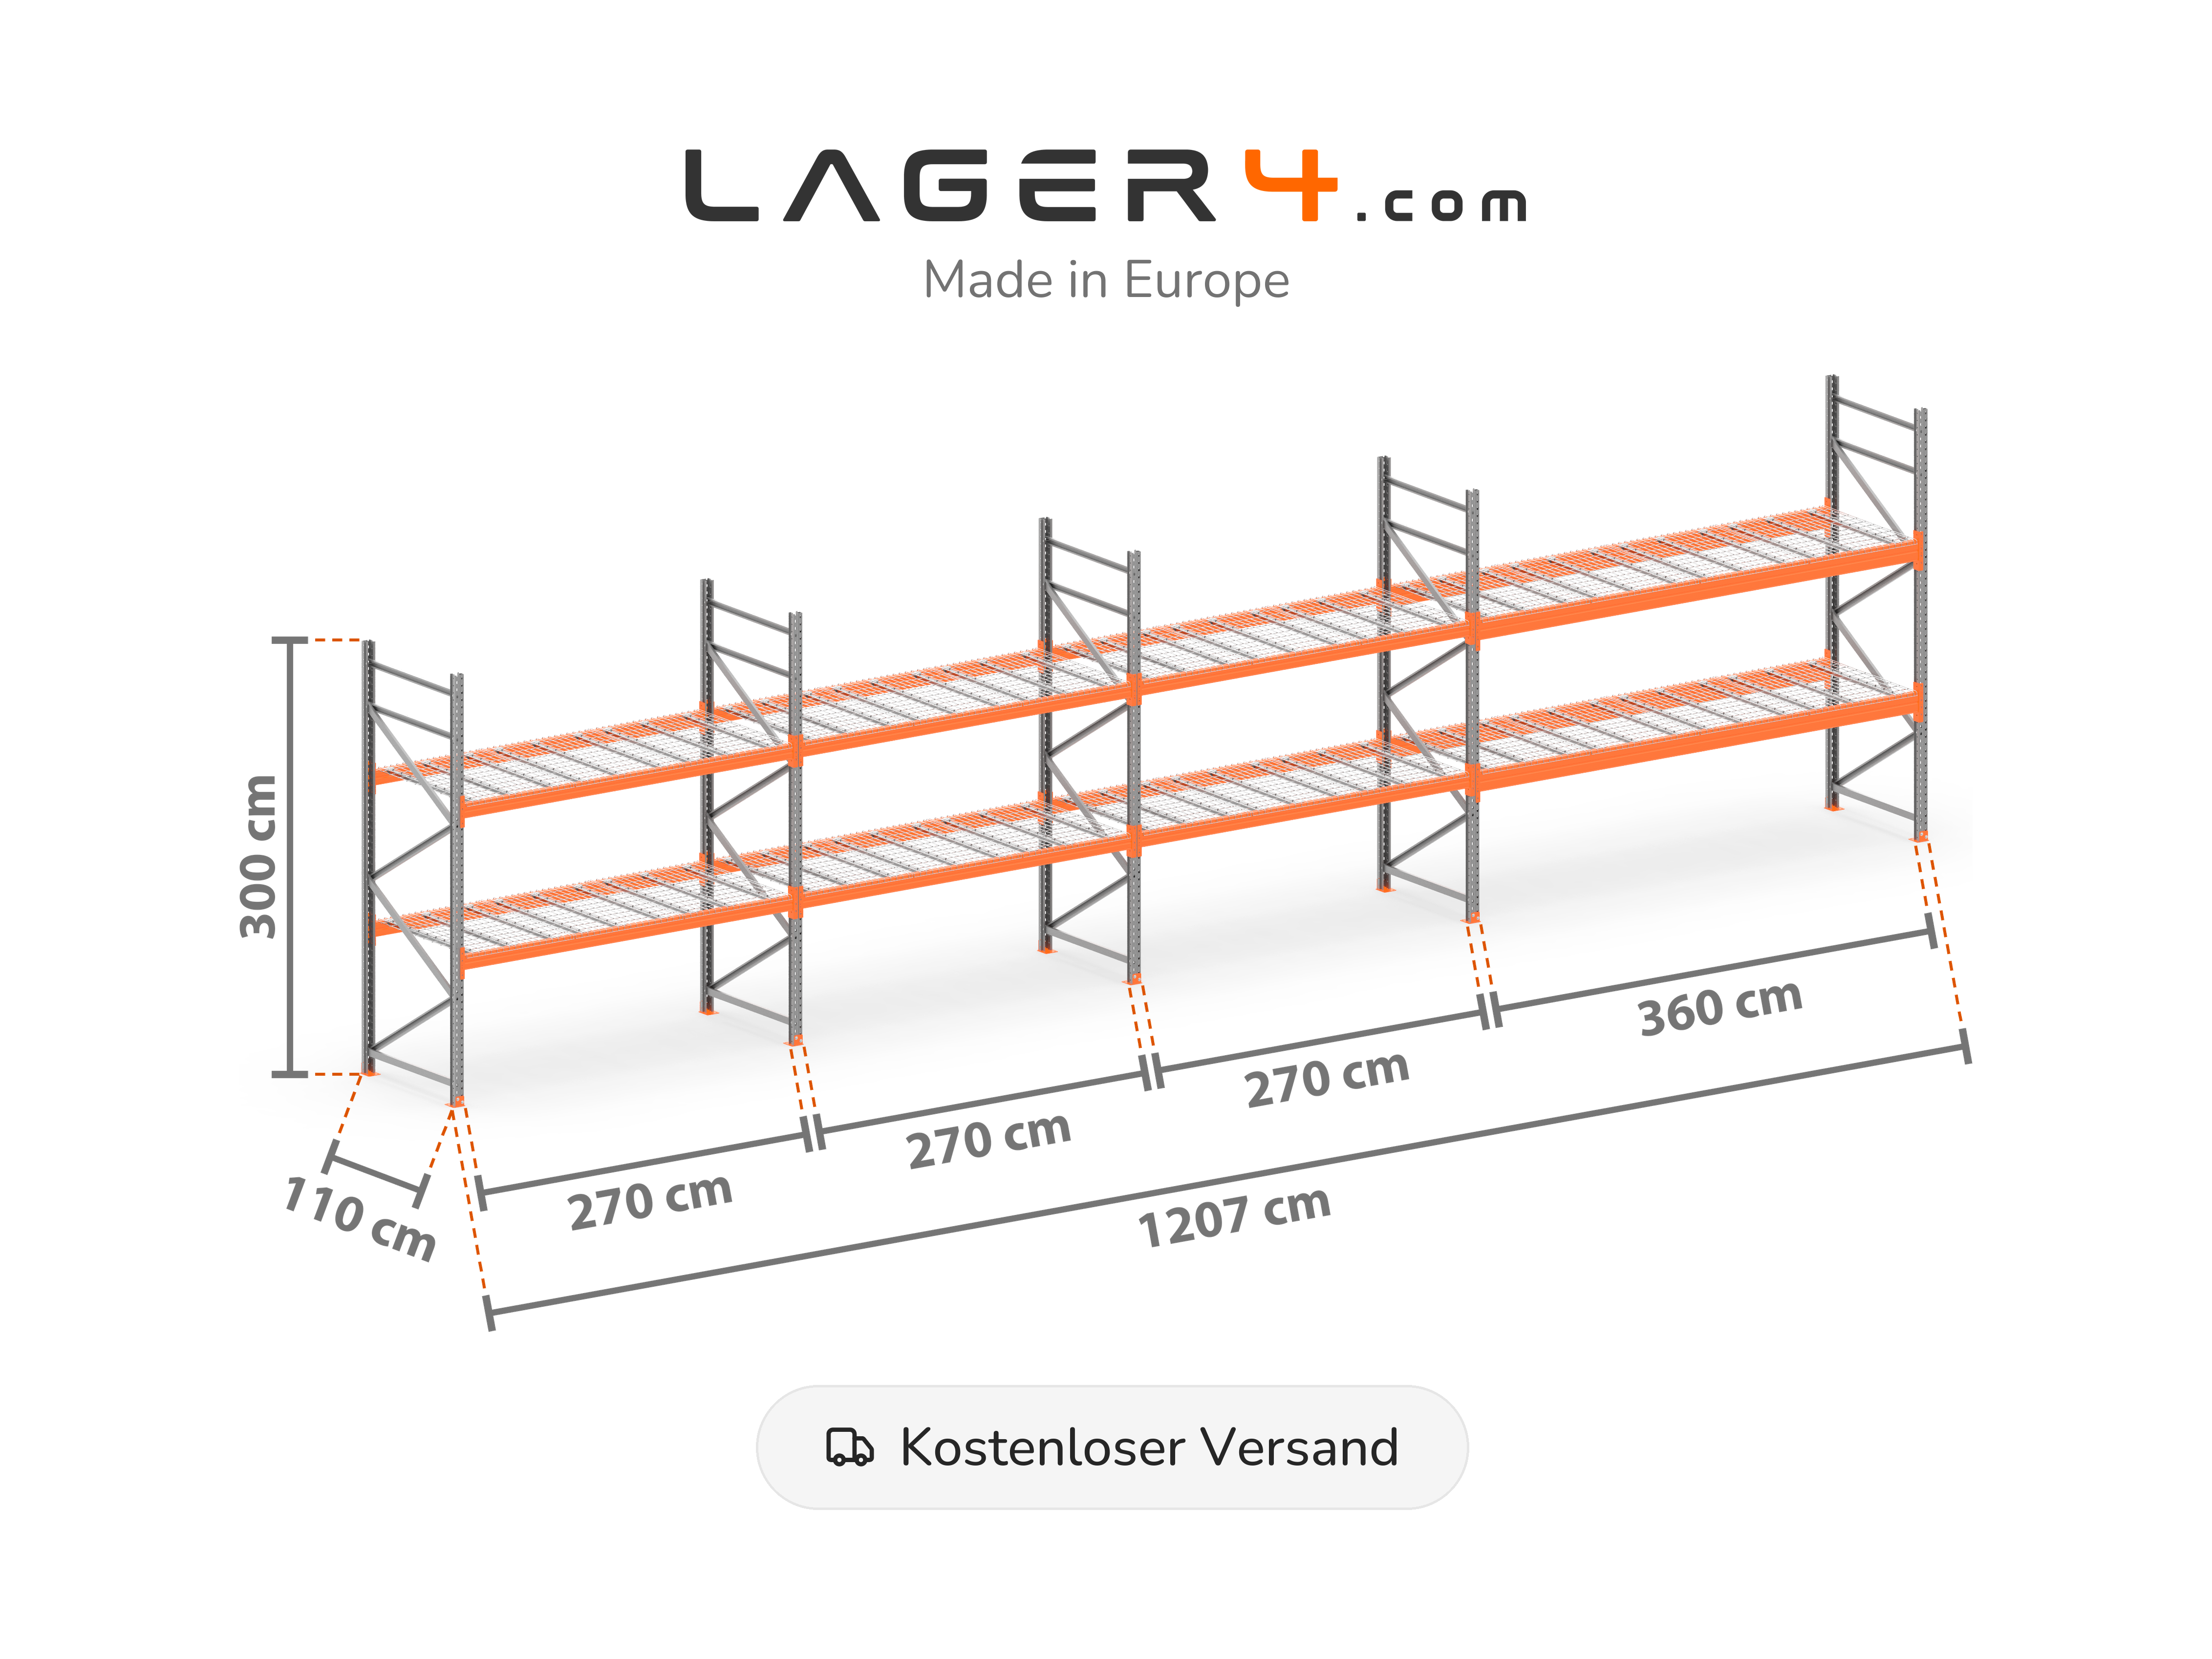 LAGER4.com
Made in Europe
300 cm
110 cm
270 cm
270 cm
270 cm
360 cm
1207 cm
Kostenloser Versand